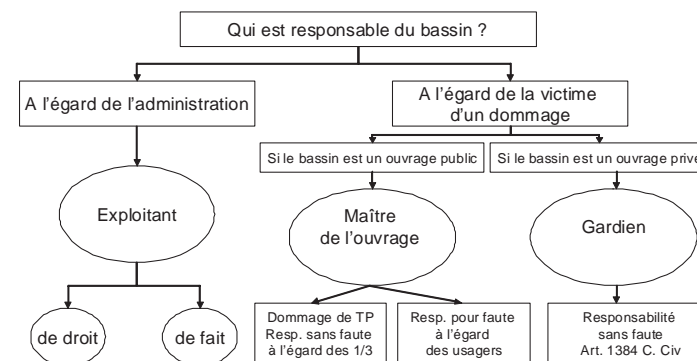 Qui est responsable du bassin ?
A l'égard de l'administration
A l'égard de la victime
d'un dommage
Si le bassin est un ouvrage public
Si le bassin est un ouvrage privé
Exploitant
Maître
de l'ouvrage
Gardien
de droit
de fait
Dommage de TP
Resp. sans faute
à l'égard des 1/3
Resp. pour faute
à l'égard
des usagers
Responsabilité
sans faute
Art. 1384 C. Civ